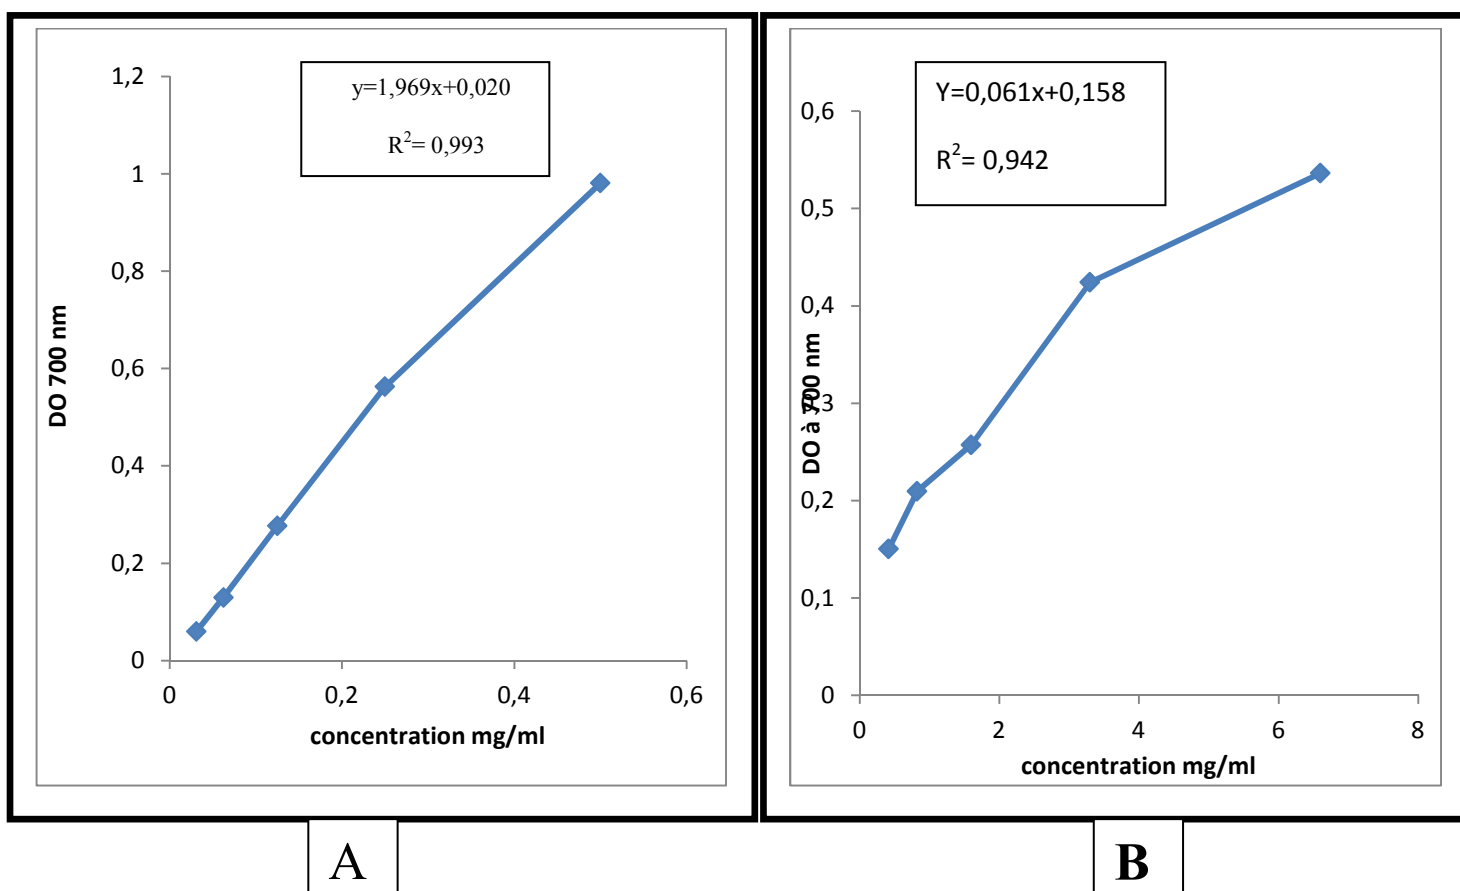 y=1,969x+0,020
R²= 0,993
1,2
1
0,8
0,6
0,4
0,2
0
0
0,2
0,4
0,6
DO 700 nm
concentration mg/ml
A
Y=0,061x+0,158
R²= 0,942
0,6
0,5
0,4
0,3
0,2
0,1
0
0
2
4
6
8
DO à 700 nm
concentration mg/ml
B